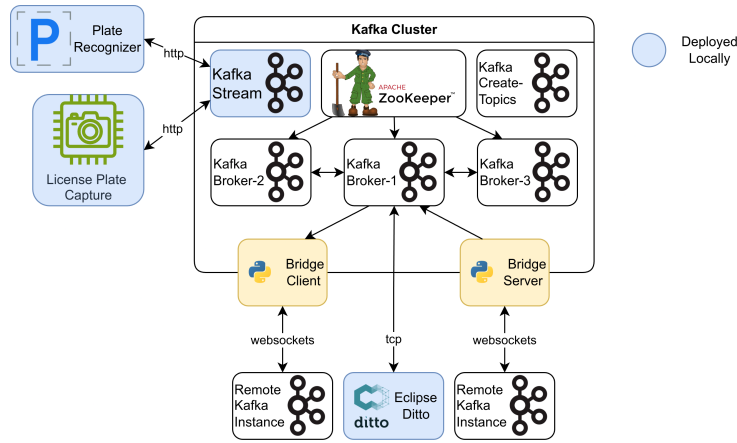 Plate
Recognizer
P
http
Kafka Cluster
Deployed
Locally
Kafka
Stream
APACHE
ZooKeeper™
Kafka
Create-
Topics
http
License Plate
Capture
Kafka
Broker-2
Kafka
Broker-1
Kafka
Broker-3
Bridge
Client
Bridge
Server
websockets
tcp
websockets
Remote
Kafka
Instance
ditto
Eclipse
Ditto
Remote
Kafka
Instance